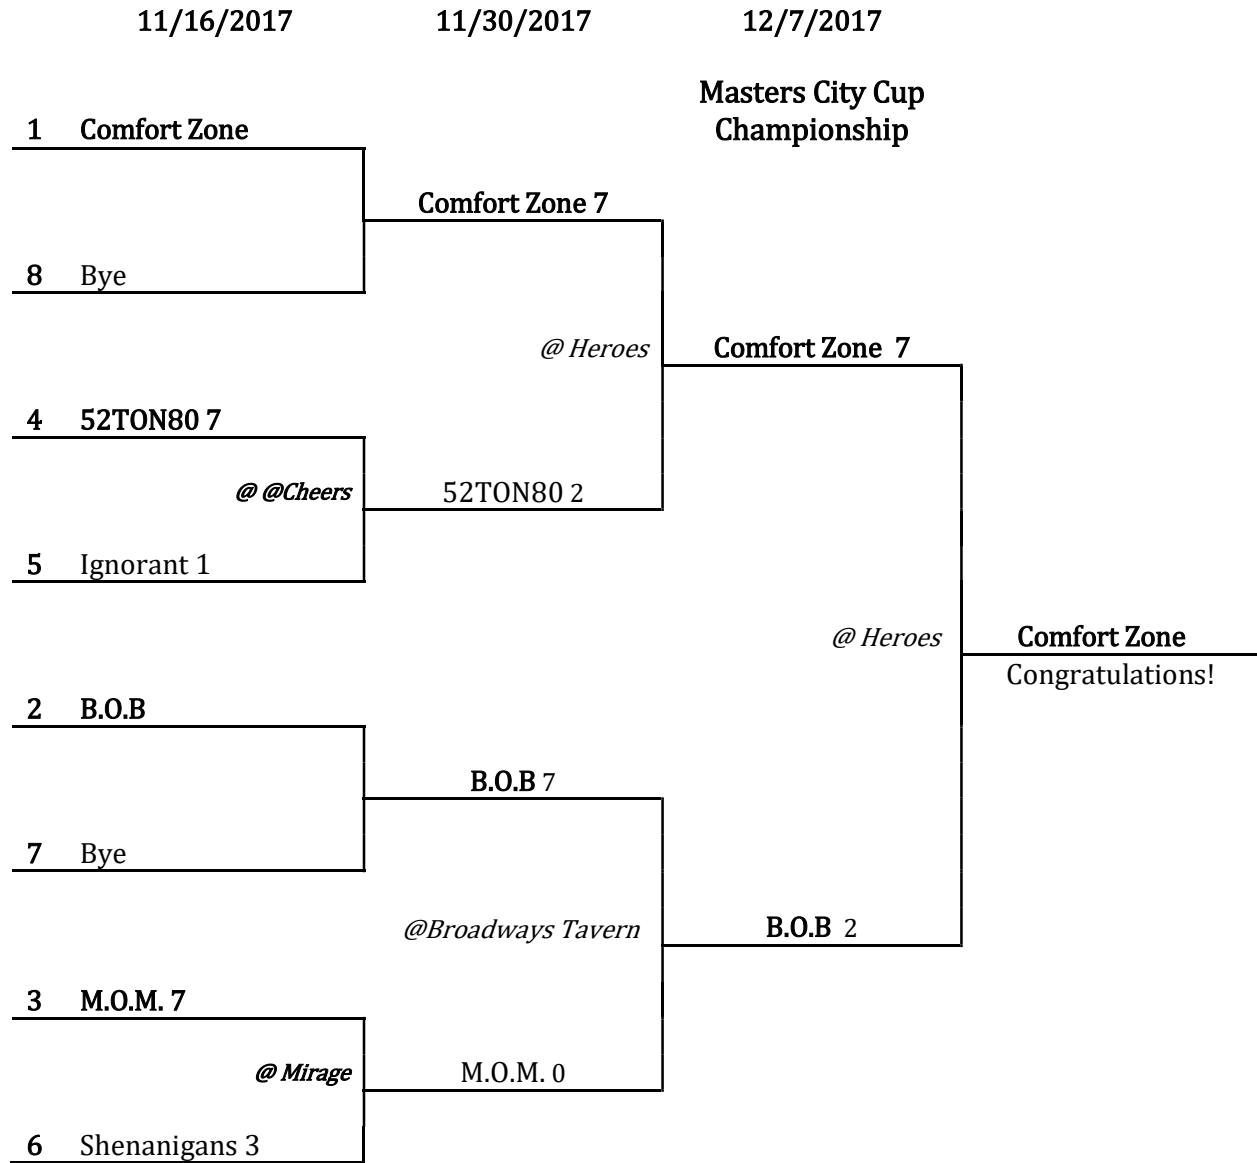 11/16/2017 11/30/2017 12/7/2017
Masters City Cup
Championship
1 Comfort Zone
Comfort Zone 7
8 Bye
@ Heroes
Comfort Zone 7
4 52TON80 7
@ @Cheers
52TON80 2
5 Ignorant 1
@ Heroes
Comfort Zone
Congratulations!
2 B.O.B
B.O.B 7
7 Bye
@Broadways Tavern
B.O.B 2
3 M.O.M. 7
@ Mirage
M.O.M. 0
6 Shenanigans 3